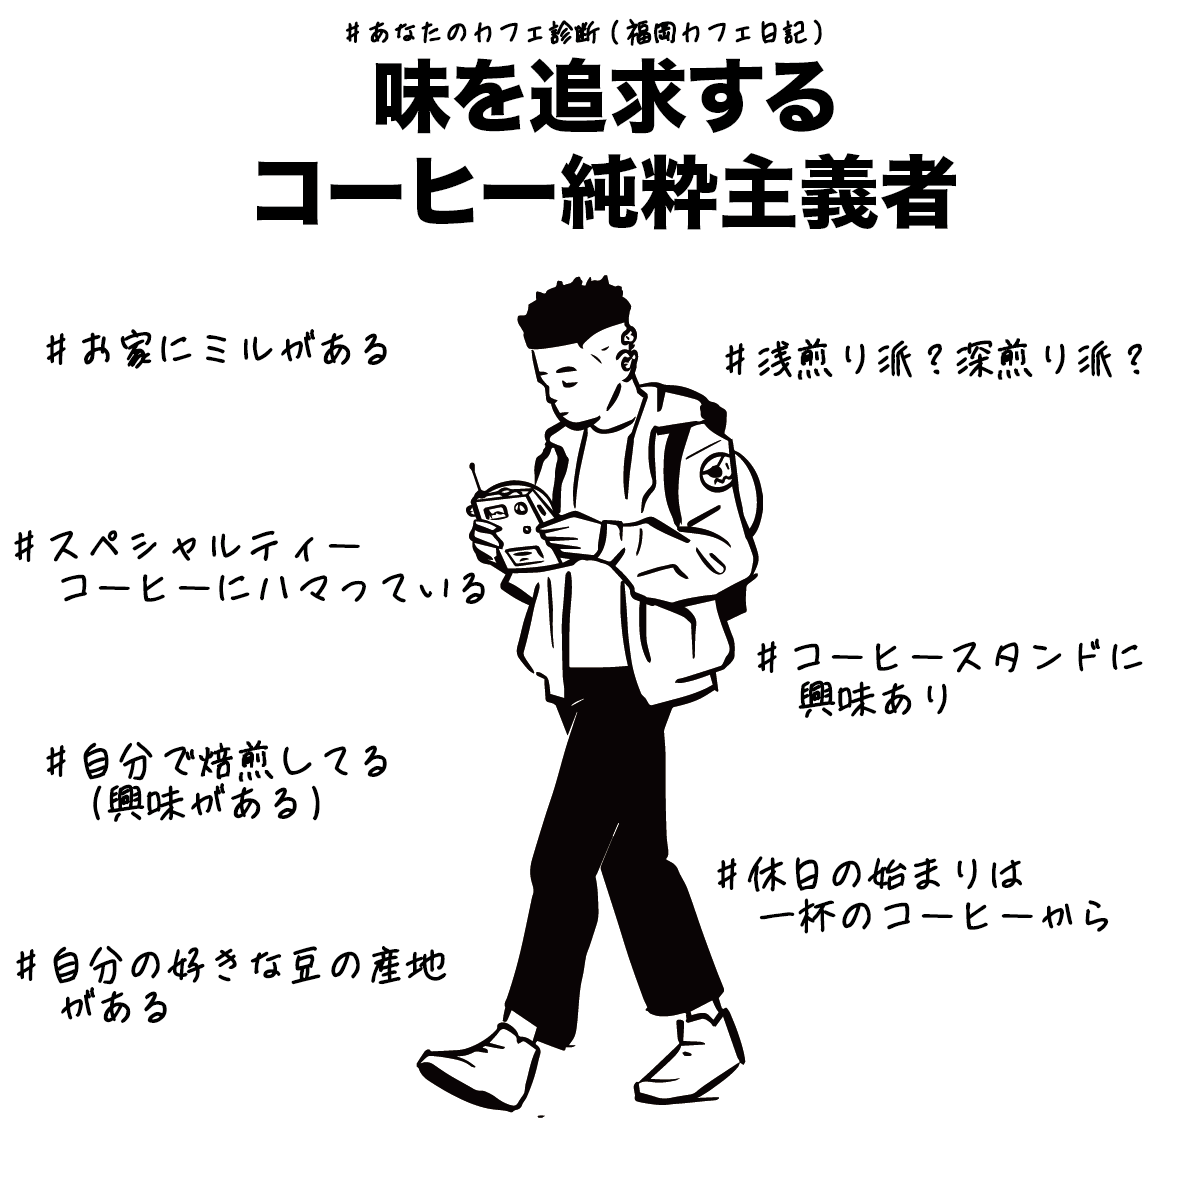 #あなたのカフェ診断(福岡カフェ日記)
味を追求する
コーヒー純粋主義者
#お家にミルがある
#浅煎り派?深煎り派?
#スペシャルティー
コーヒーにハマっている
#コーヒースタンドに
興味あり
#自分で焙煎してる
(興味がある)
#休日の始まりは
一杯のコーヒーから
#自分の好きな豆の産地
がある